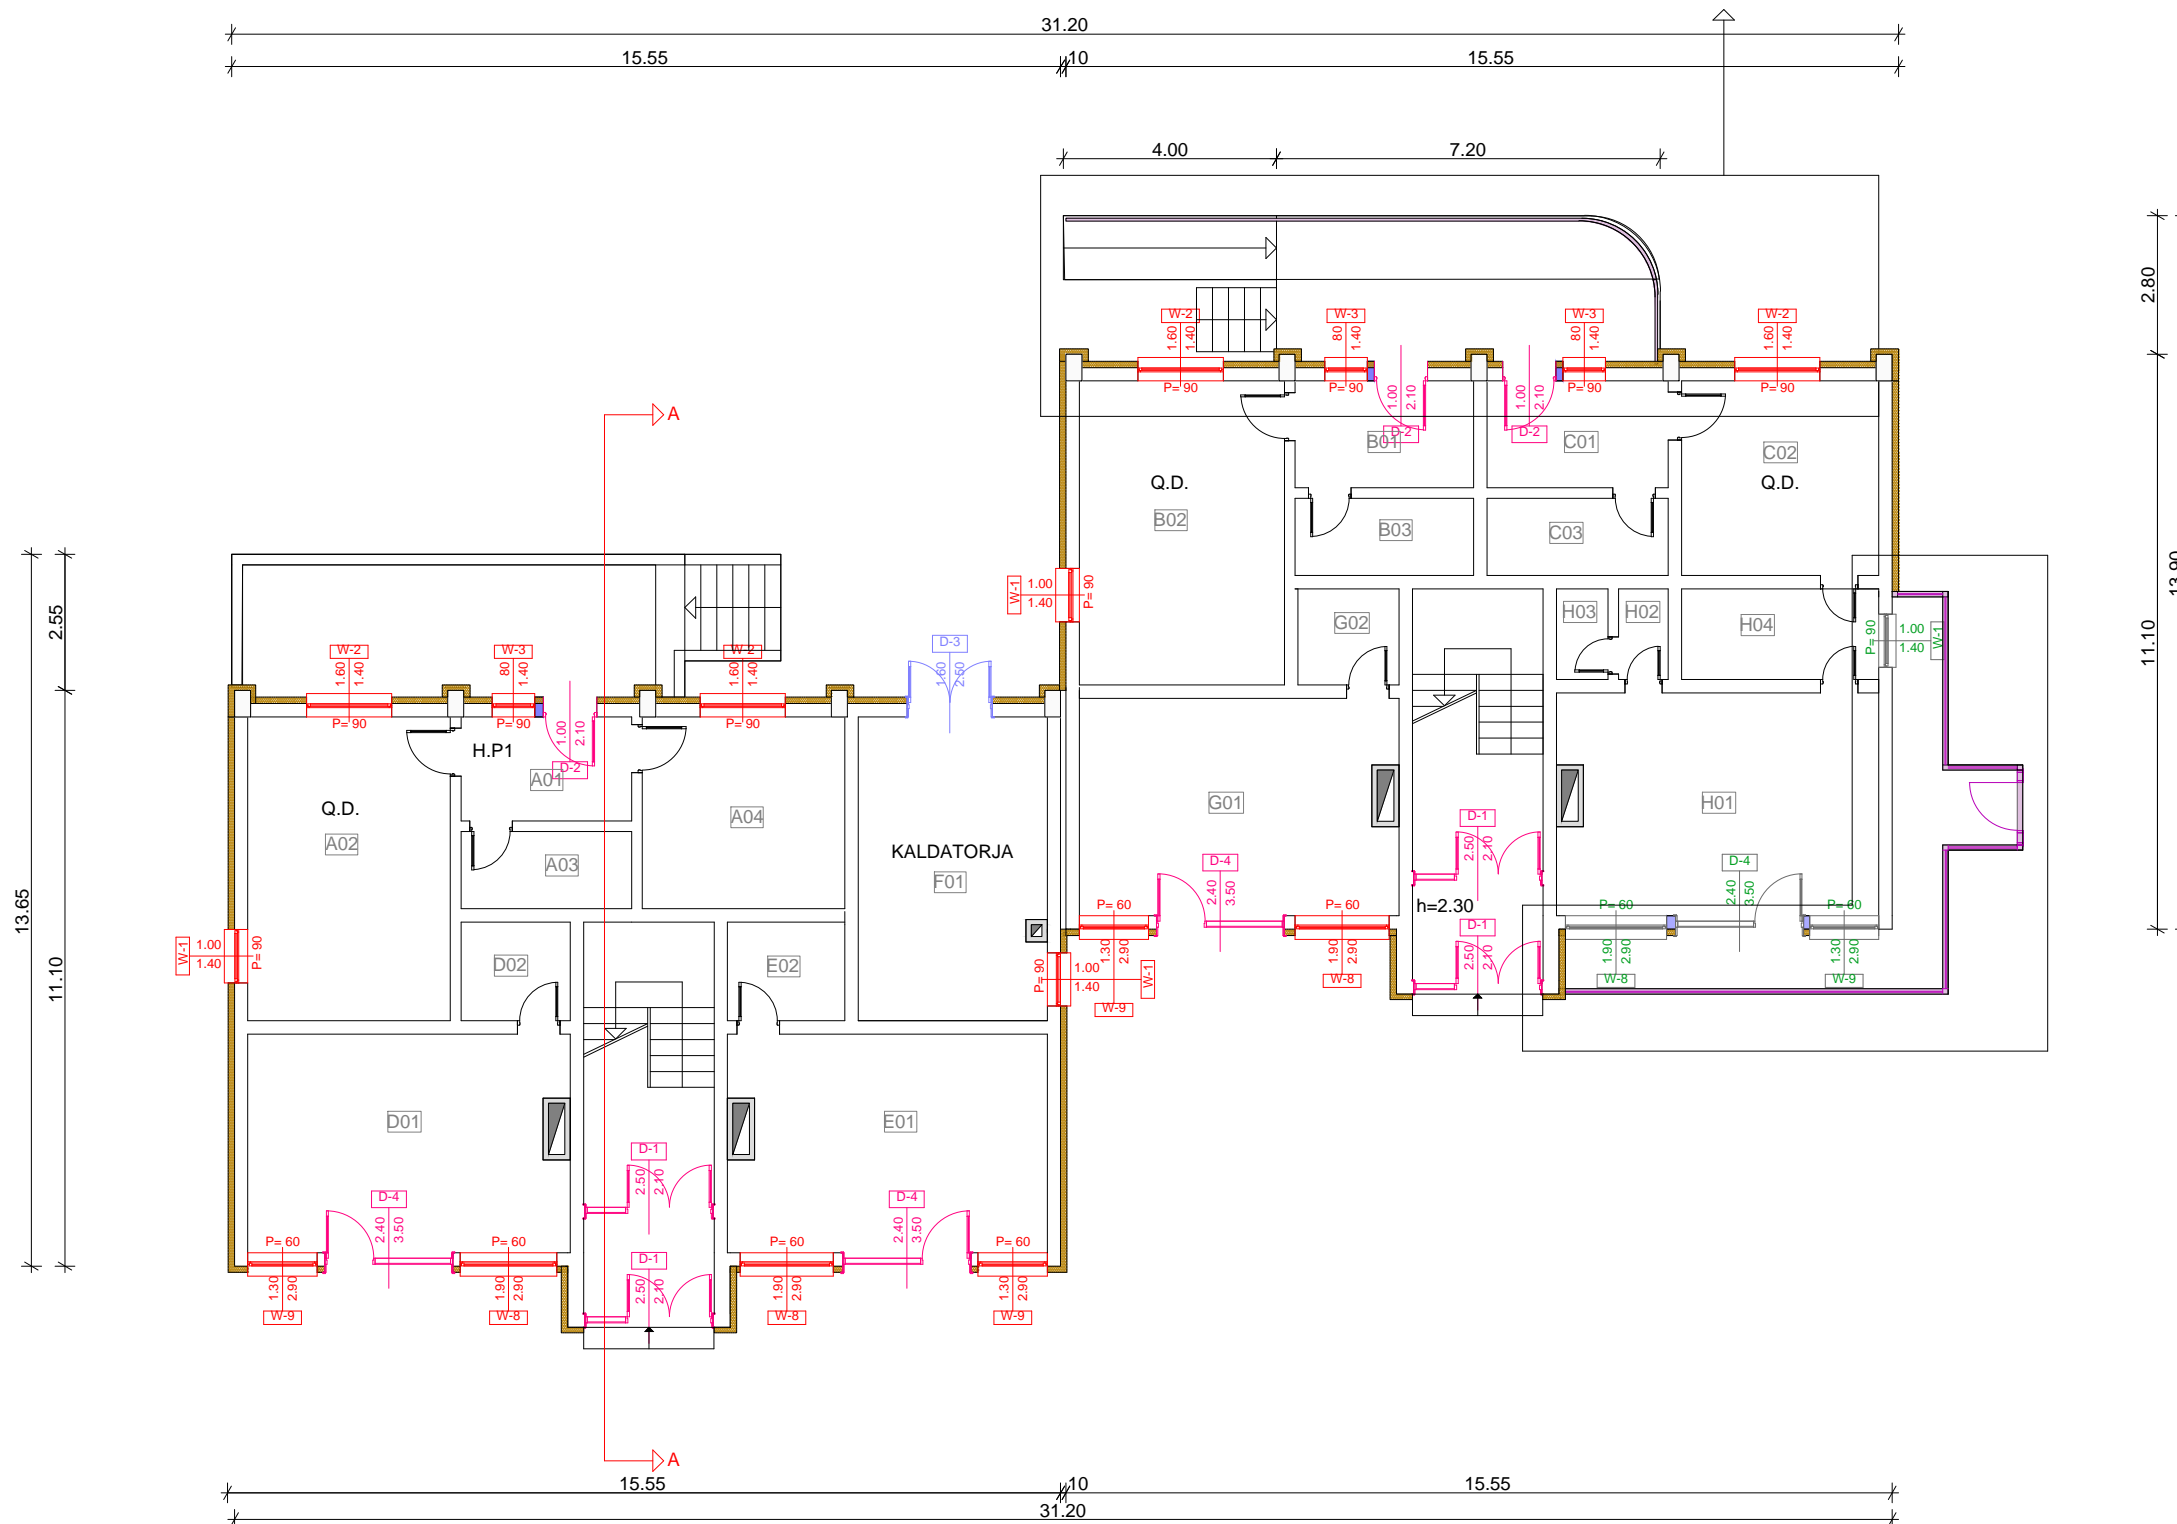 31.20
15.55
10
15.55
4.00
7.20
2.80
W-2
1.60
1.40
P= 90
W-3
80
1.40
P= 90
W-3
80
1.40
P= 90
W-2
1.60
1.40
P= 90
1.00
2.10
D-2
1.00
2.10
D-2
A
B01
C01
C02
Q.D.
Q.D.
B02
B03
C03
13.90
W-1
1.00
1.40
P= 90
2.55
11.10
13.65
11.10
G02
H03
H02
H04
P= 90
1.00
1.40
W-1
W-2
1.60
1.40
P= 90
W-3
80
1.40
P= 90
W-2
1.60
1.40
P= 90
D-3
1.60
2.50
1.00
2.10
D-2
H.P1
A01
Q.D.
A02
A04
A03
KALDATORJA
F01
G01
H01
D-1
2.50
2.10
D-4
2.40
3.50
D-4
2.40
3.50
h=2.30
P= 60
1.30
2.90
W-9
P= 60
1.90
2.90
W-8
D-1
2.50
2.10
P= 60
1.90
2.90
W-8
P= 60
1.30
2.90
W-9
W-1
1.00
1.40
P= 90
D02
E02
P= 90
1.00
1.40
W-1
D01
E01
D-1
2.50
2.10
D-4
2.40
3.50
D-4
2.40
3.50
P= 60
1.30
2.90
W-9
P= 60
1.90
2.90
W-8
D-1
2.50
2.10
P= 60
1.90
2.90
W-8
P= 60
1.30
2.90
W-9
A
15.55
10
15.55
31.20